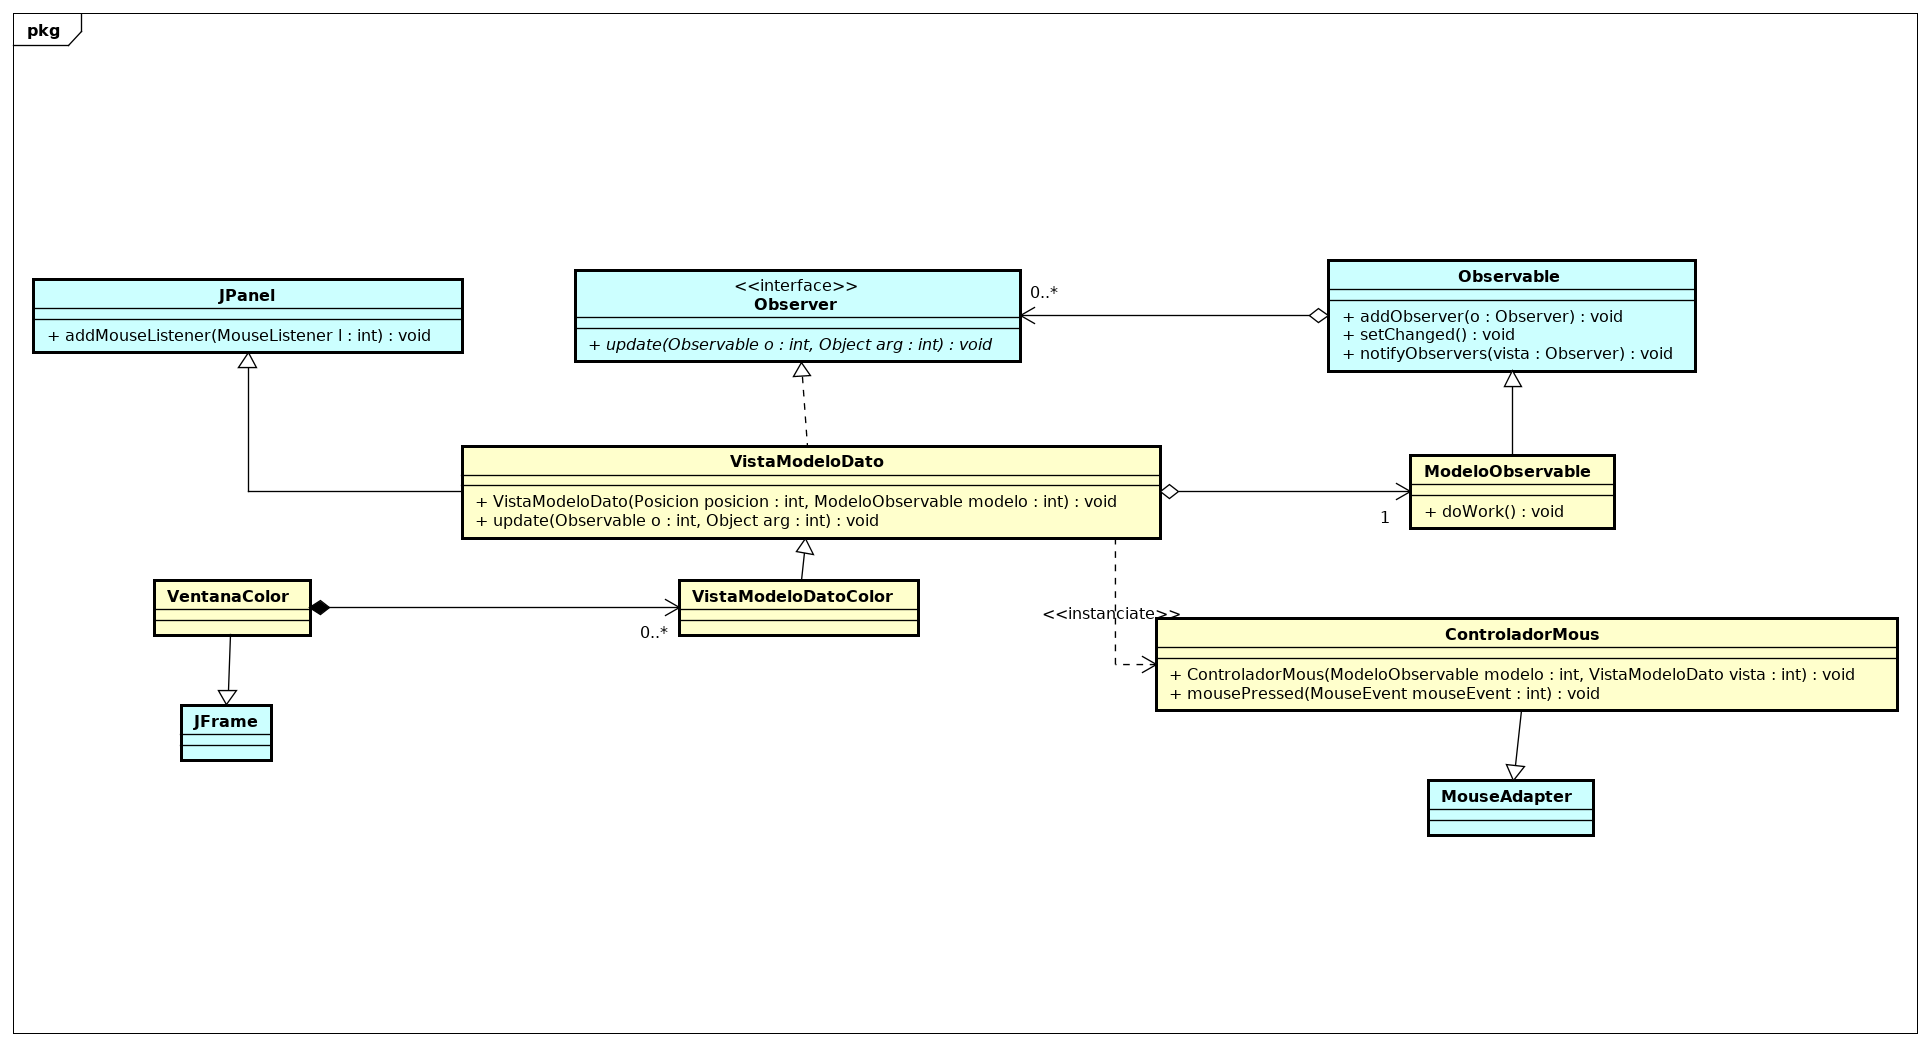 pkg
JPanel
+ addMouseListener(MouseListener l : int) : void
<<interface>>
Observer
+ update(Observable o : int, Object arg : int) : void
0..*
Observable
+ addObserver(o : Observer) : void
+ setChanged() : void
+ notifyObservers(vista : Observer) : void
VistaModeloDato
+ VistaModeloDato(Posicion posicion : int, ModeloObservable modelo : int) : void
+ update(Observable o : int, Object arg : int) : void
1
ModeloObservable
+ doWork() : void
VentanaColor
0..*
VistaModeloDatoColor
<<instanciate>>
ControladorMous
+ ControladorMous(ModeloObservable modelo : int, VistaModeloDato vista : int) : void
+ mousePressed(MouseEvent mouseEvent : int) : void
JFrame
MouseAdapter